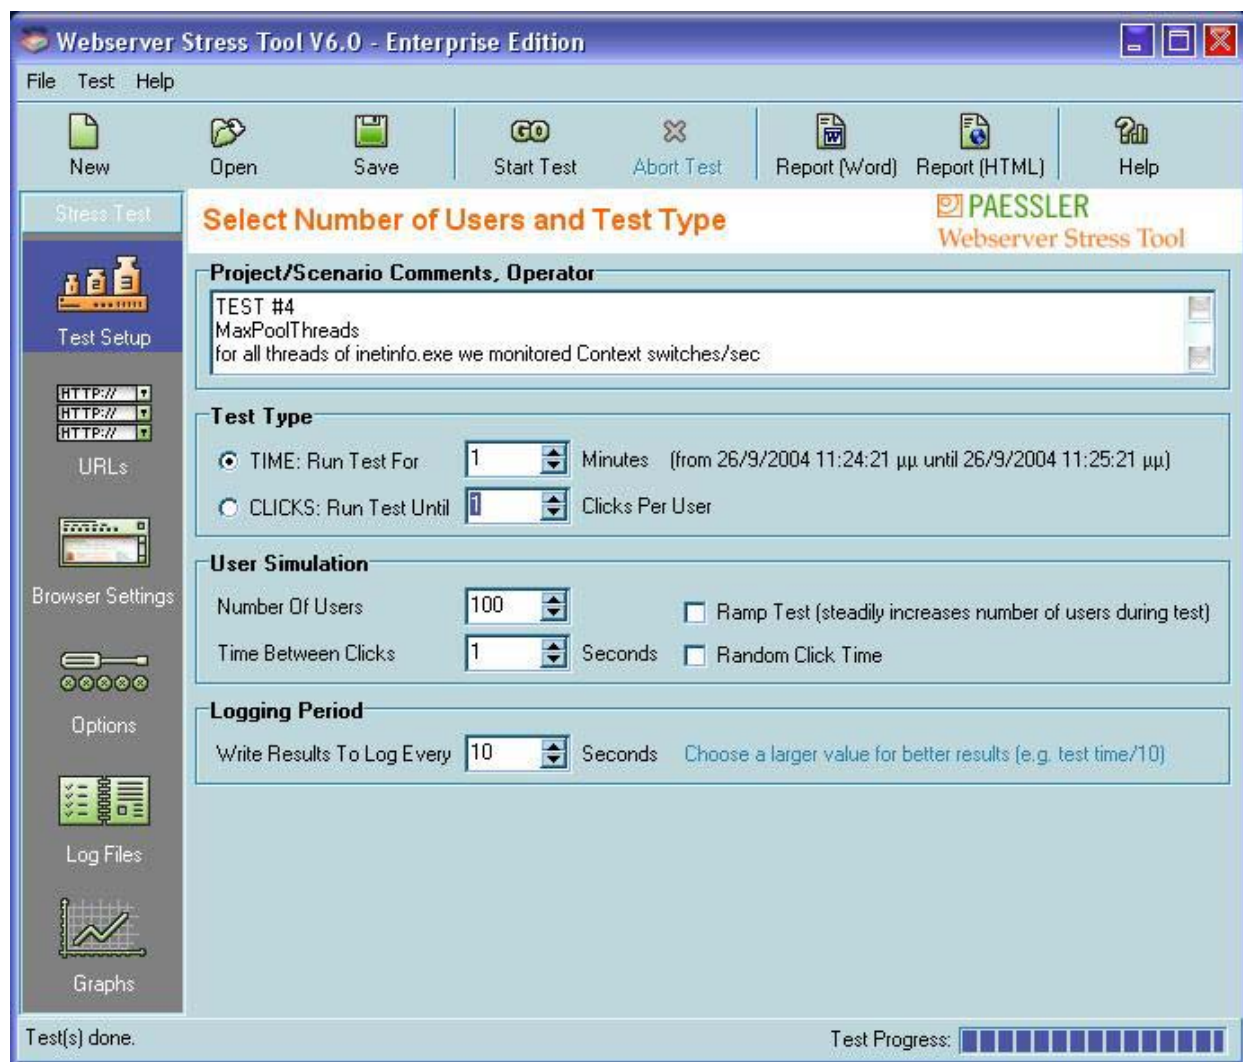 Webserver Stress Tool V6.0 - Enterprise Edition
File Test Help
GO
New Open Save Start Test Abort Test Report (Word) Report (HTML) Help
Stress Test
Select Number of Users and Test Type
PAESSLER
Webserver Stress Tool
Project/Scenario Comments, Operator
TEST #4
MaxPoolThreads
for all threads of inetinfo.exe we monitored Context switches/sec
Test Setup
HTTP://
HTTP://
HTTP://
URLs
Browser Settings
Options
Log Files
Graphs
Test Type
TIME: Run Test For 1 Minutes (from 26/9/2004 11:24:21 μμ until 26/9/2004 11:25:21 μμ)
CLICKS: Run Test Until 1 Clicks Per User
User Simulation
Number Of Users 100 Ramp Test (steadily increases number of users during test)
Time Between Clicks 1 Seconds Random Click Time
Logging Period
Write Results To Log Every 10 Seconds Choose a larger value for better results (e.g. test time/10)
Test(s) done. Test Progress: